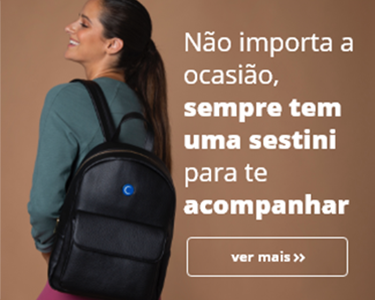 Não importa a
ocasião,
sempre tem
uma sestini
para te
acompanhar
ver mais »